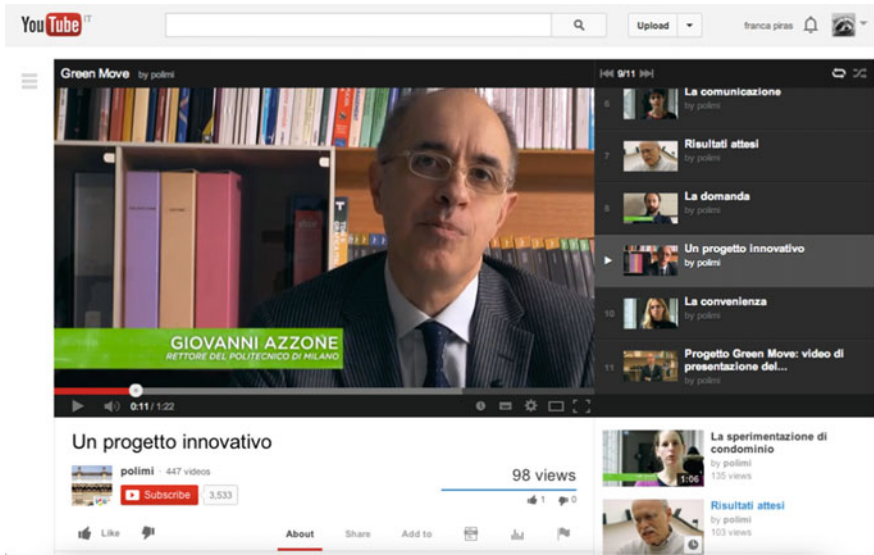 YouTube IT
Upload
franca piras
Green Move by polimi
9/11
6 La comunicazione
by polimi
7 Risultati attesi
by polimi
8 La domanda
by polimi
Un progetto innovativo
by polimi
10 La convenienza
by polimi
11 Progetto Green Move: video di
presentazione del...
by polimi
GIOVANNI AZZONE
RETTORE DEL POLITECNICO DI MILANO
0:11 / 1:22
Un progetto innovativo
polimi · 447 videos
Subscribe 3,533
98 views
1 0
Like
About Share Add to
La sperimentazione di
condominio
by polimi
135 views
1:06
Risultati attesi
by polimi
103 views